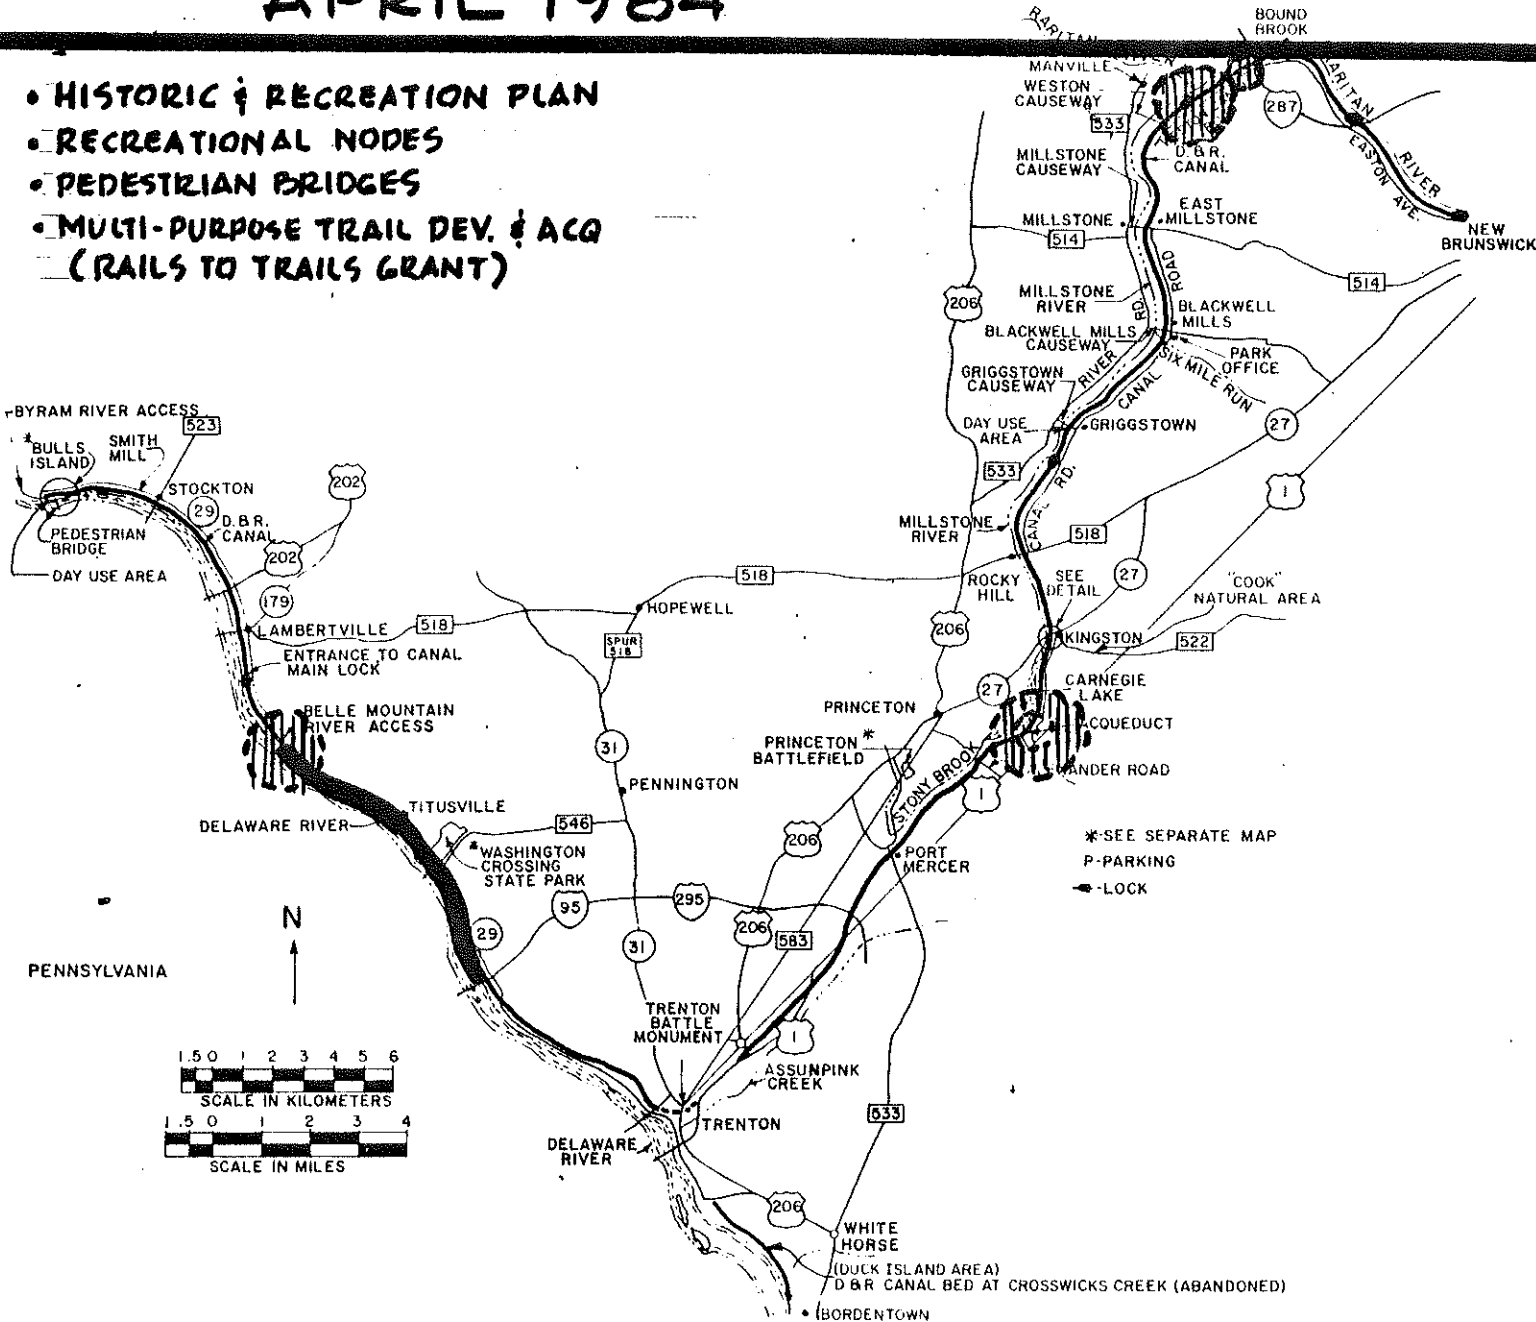 APRIL 1984
• HISTORIC & RECREATION PLAN
• RECREATIONAL NODES
• PEDESTRIAN BRIDGES
• MULTI-PURPOSE TRAIL DEV. & ACQ
(RAILS TO TRAILS GRANT)
BOUND
BROOK
RARITAN
MANVILLE
WESTON
CAUSEWAY
533
287
RARITAN
RIVER
EASTON AVE.
NEW
BRUNSWICK
D.&R.
CANAL
MILLSTONE
CAUSEWAY
EAST
MILLSTONE
MILLSTONE
514
514
206
MILLSTONE
RIVER
ROAD
RD.
BLACKWELL
MILLS
BLACKWELL MILLS
CAUSEWAY
PARK
OFFICE
SIX MILE RUN
RIVER
CANAL
GRIGGSTOWN
CAUSEWAY
DAY USE
AREA
GRIGGSTOWN
27
533
1
CANAL RD.
MILLSTONE
RIVER
518
27
518
ROCKY
HILL
SEE
DETAIL
"COOK"
NATURAL AREA
206
KINGSTON
522
27
CARNEGIE
LAKE
ACQUEDUCT
PRINCETON
PRINCETON *
BATTLEFIELD
STONY BROOK
1
206
PORT
MERCER
*-SEE SEPARATE MAP
P-PARKING
-LOCK
BYRAM RIVER ACCESS
523
* BULLS
ISLAND
SMITH
MILL
STOCKTON
202
29
D.&R.
CANAL
202
PEDESTRIAN
BRIDGE
DAY USE AREA
179
LAMBERTVILLE
518
HOPEWELL
SPUR
518
ENTRANCE TO CANAL
MAIN LOCK
BELLE MOUNTAIN
RIVER ACCESS
31
PENNINGTON
TITUSVILLE
DELAWARE RIVER
546
* WASHINGTON
CROSSING
STATE PARK
95
295
206
583
29
31
N
PENNSYLVANIA
TRENTON
BATTLE
MONUMENT
1
ASSUNPINK
CREEK
1 .5 0 1 2 3 4 5 6
SCALE IN KILOMETERS
1 .5 0 1 2 3 4
SCALE IN MILES
TRENTON
533
DELAWARE
RIVER
206
WHITE
HORSE
(DUCK ISLAND AREA)
D&R CANAL BED AT CROSSWICKS CREEK (ABANDONED)
BORDENTOWN